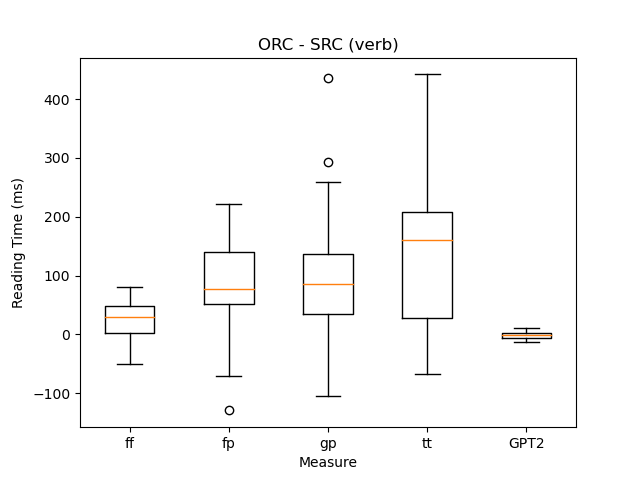 ORC - SRC (verb)
Reading Time (ms)
400
300
200
100
0
−100
ff
fp
gp
tt
GPT2
Measure